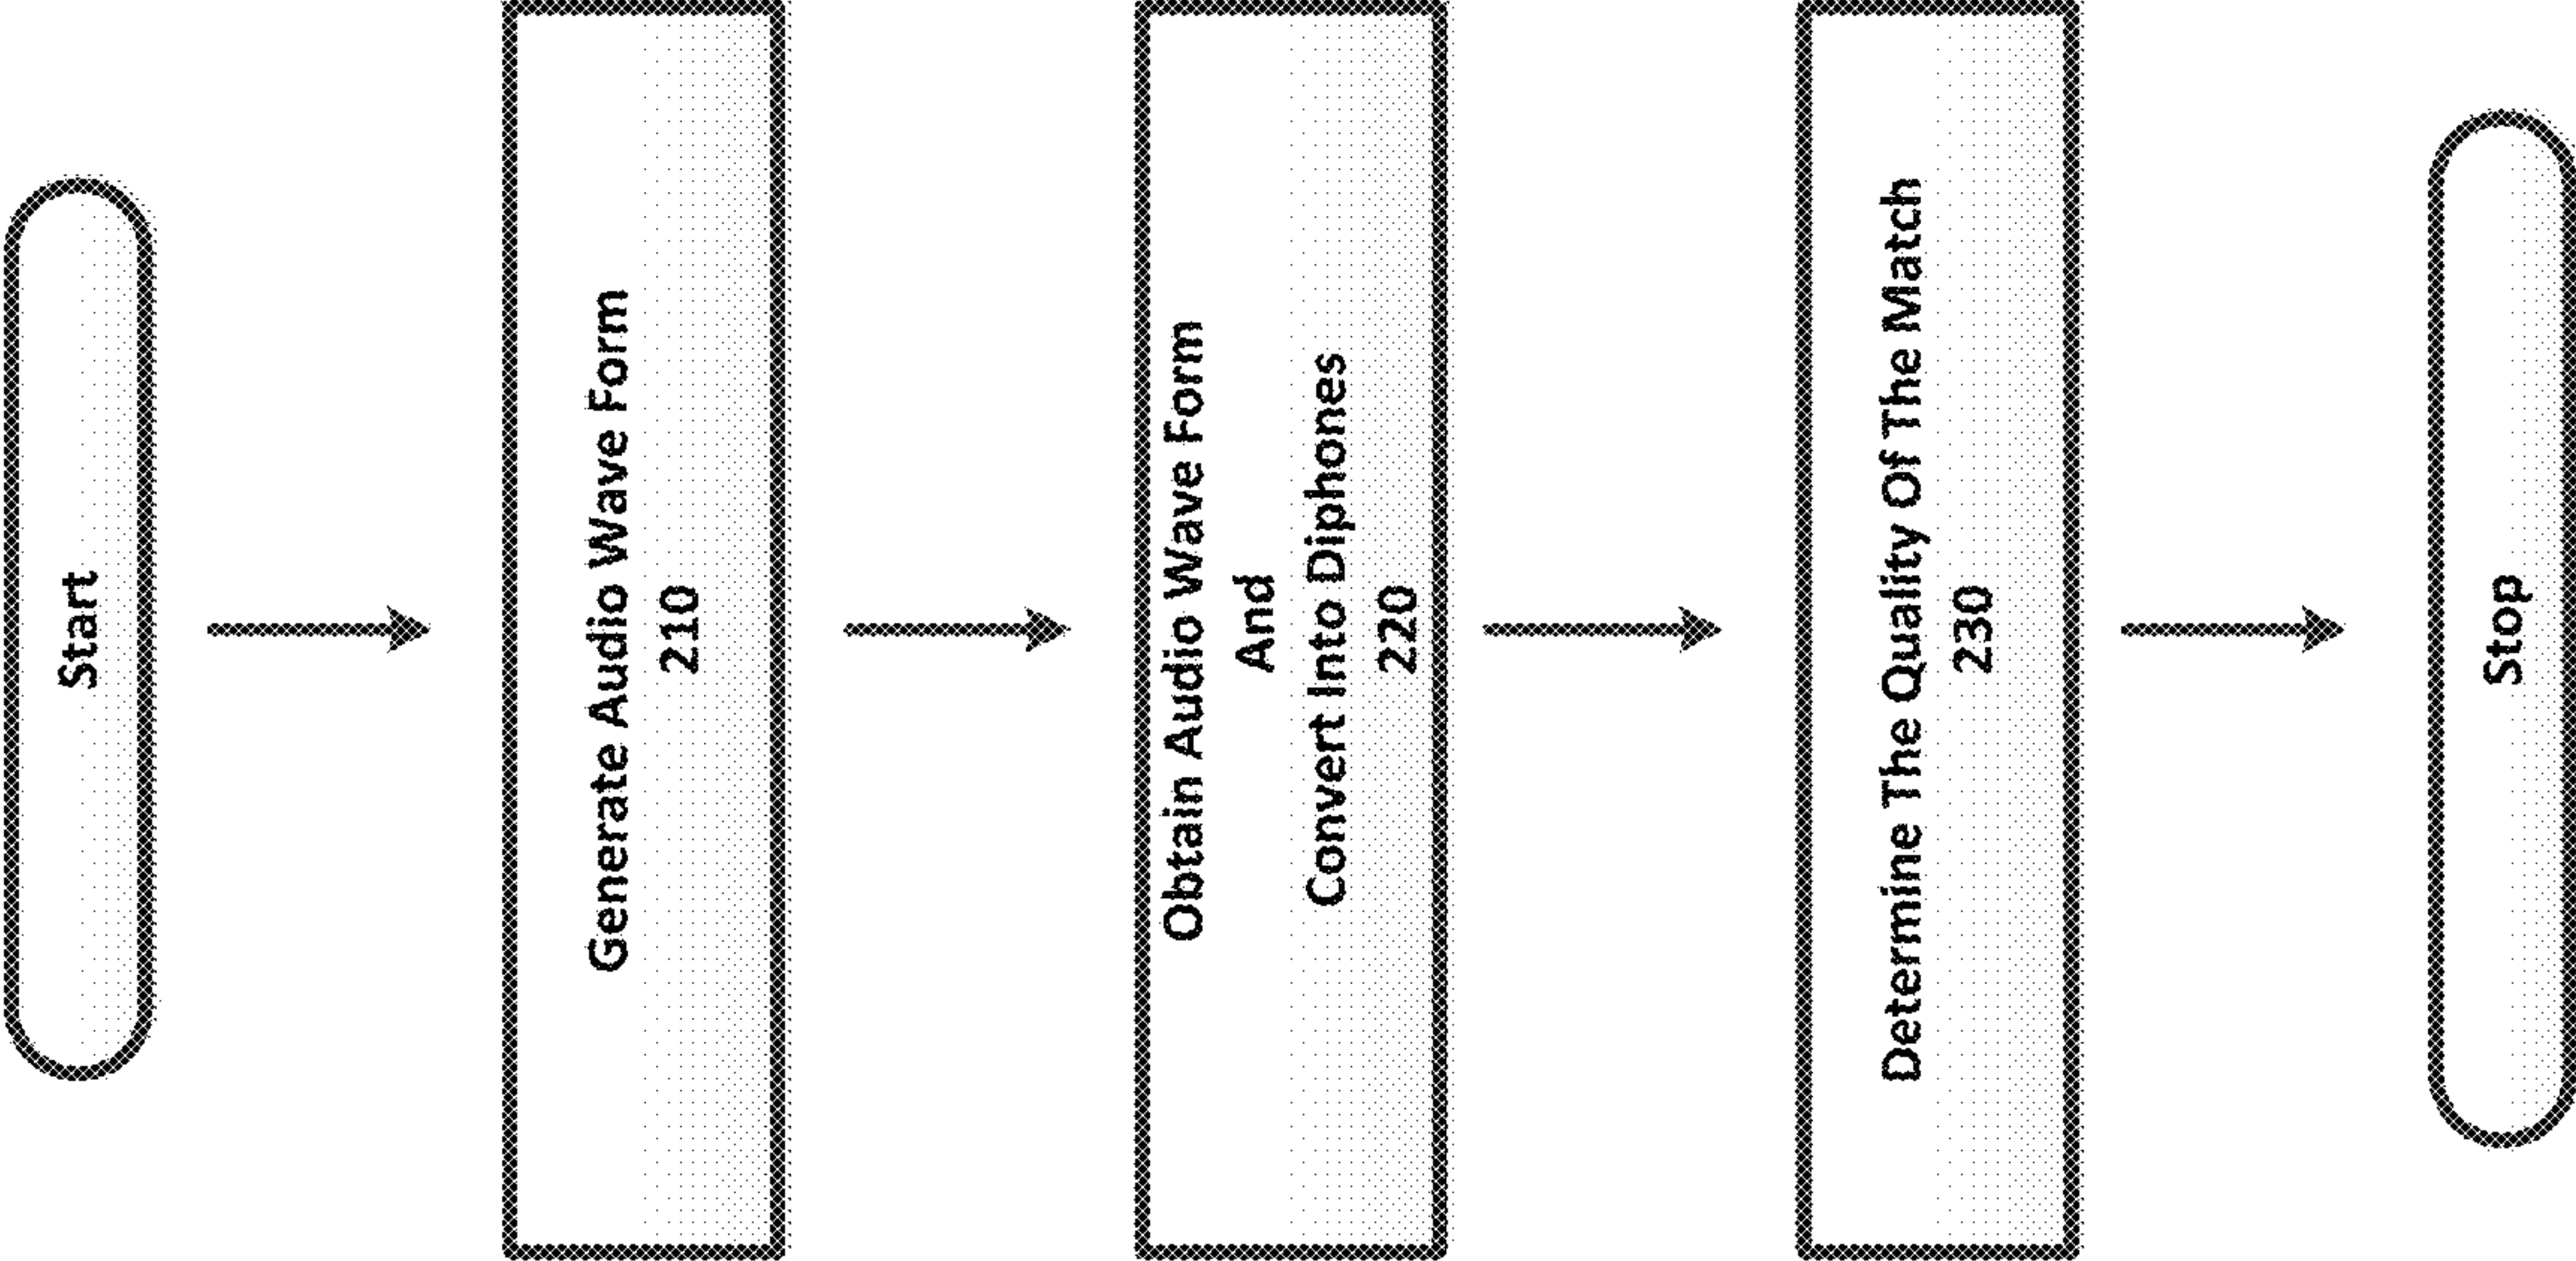 Start
Generate Audio Wave Form
210
Obtain Audio Wave Form
And
Convert Into Diphones
220
Determine The Quality Of The Match
230
Stop